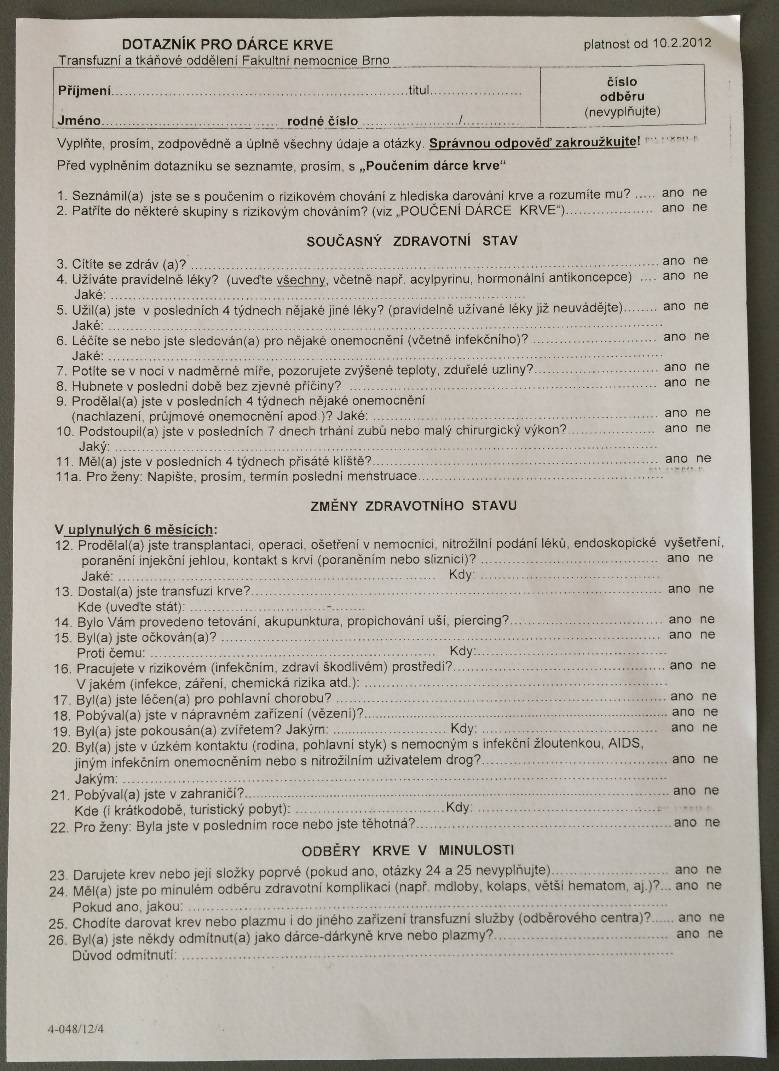 DOTAZNÍK PRO DÁRCE KRVE
platnost od 10.2.2012
Transfuzní a tkáňové oddělení Fakultní nemocnice Brno
Příjmení..........................................................................titul.......................
číslo
odběru
(nevyplňujte)
Jméno............................................ rodné číslo ......................../..............
Vyplňte, prosím, zodpovědně a úplně všechny údaje a otázky. Správnou odpověď zakroužkujte!
Před vyplněním dotazníku se seznamte, prosím, s „Poučením dárce krve“
1. Seznámil(a) jste se s poučením o rizikovém chování z hlediska darování krve a rozumíte mu? ..... ano ne
2. Patříte do některé skupiny s rizikovým chováním? (viz „POUČENÍ DÁRCE KRVE“)...................... ano ne
SOUČASNÝ ZDRAVOTNÍ STAV
3. Cítíte se zdráv (a)? ........................................................................ ano ne
4. Užíváte pravidelně léky? (uveďte všechny, včetně např. acylpyrinu, hormonální antikoncepce) .... ano ne
Jaké: ........................................................................
5. Užil(a) jste v posledních 4 týdnech nějaké jiné léky? (pravidelně užívané léky již neuvádějte)........ ano ne
Jaké: ........................................................................
6. Léčíte se nebo jste sledován(a) pro nějaké onemocnění (včetně infekčního)? ........................ ano ne
Jaké: ........................................................................
7. Potíte se v noci v nadměrné míře, pozorujete zvýšené teploty, zduřelé uzliny?........................ ano ne
8. Hubnete v poslední době bez zjevné příčiny? ........................................................ ano ne
9. Prodělal(a) jste v posledních 4 týdnech nějaké onemocnění
(nachlazení, průjmové onemocnění apod.)? Jaké: .................................................... ano ne
10. Podstoupil(a) jste v posledních 7 dnech trhání zubů nebo malý chirurgický výkon?................ ano ne
Jaký: ........................................................................
11. Měl(a) jste v posledních 4 týdnech přisáté klíště?.................................................. ano ne
11a. Pro ženy: Napište, prosím, termín poslední menstruace..........................................
ZMĚNY ZDRAVOTNÍHO STAVU
V uplynulých 6 měsících:
12. Prodělal(a) jste transplantaci, operaci, ošetření v nemocnici, nitrožilní podání léků, endoskopické vyšetření,
poranění injekční jehlou, kontakt s krví (poraněním nebo sliznicí)? ................................ ano ne
Jaké: ................................................................ Kdy: ................................
13. Dostal(a) jste transfuzi krve?........................................................................ ano ne
Kde (uveďte stát): ........................-........
14. Bylo Vám provedeno tetování, akupunktura, propichování uší, piercing?............................ ano ne
15. Byl(a) jste očkován(a)? ............................................................................ ano ne
Proti čemu: ............................................................ Kdy:................................
16. Pracujete v rizikovém (infekčním, zdraví škodlivém) prostředí?.................................... ano ne
V jakém (infekce, záření, chemická rizika atd.): ....................................................
17. Byl(a) jste léčen(a) pro pohlavní chorobu? ........................................................ ano ne
18. Pobýval(a) jste v nápravném zařízení (vězení)?.................................................... ano ne
19. Byl(a) jste pokousán(a) zvířetem? Jakým: ........................Kdy: ............................ ano ne
20. Byl(a) jste v úzkém kontaktu (rodina, pohlavní styk) s nemocným s infekční žloutenkou, AIDS,
jiným infekčním onemocněním nebo s nitrožilním uživatelem drog?.................................. ano ne
Jakým: ........................................................................
21. Pobýval(a) jste v zahraničí?........................................................................ ano ne
Kde (i krátkodobě, turistický pobyt): ................................Kdy: ................................
22. Pro ženy: Byla jste v posledním roce nebo jste těhotná?............................................ ano ne
ODBĚRY KRVE V MINULOSTI
23. Darujete krev nebo její složky poprvé (pokud ano, otázky 24 a 25 nevyplňujte)...................... ano ne
24. Měl(a) jste po minulém odběru zdravotní komplikaci (např. mdloby, kolaps, větší hematom, aj.)?... ano ne
Pokud ano, jakou: ........................................................................
25. Chodíte darovat krev nebo plazmu i do jiného zařízení transfuzní služby (odběrového centra)?...... ano ne
26. Byl(a) jste někdy odmítnut(a) jako dárce-dárkyně krve nebo plazmy?................................ ano ne
Důvod odmítnutí: ........................................................................
4-048/12/4